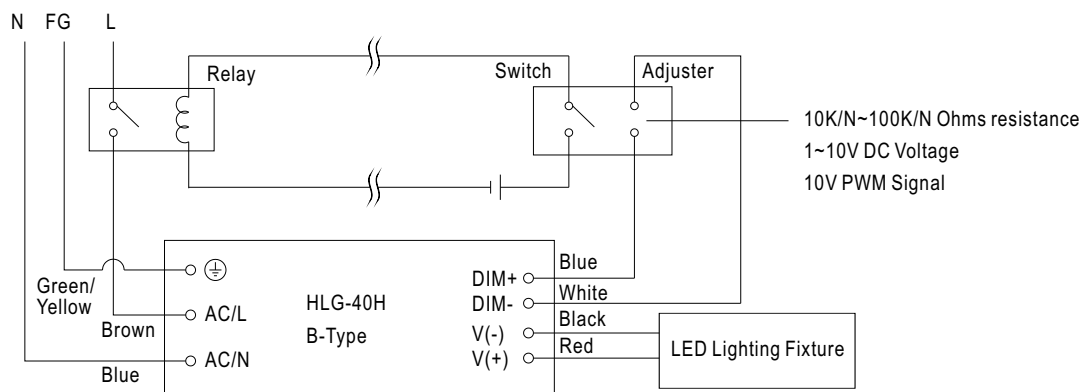 N FG L
Relay
Switch
Adjuster
10K/N~100K/N Ohms resistance
1~10V DC Voltage
10V PWM Signal
Green/
Yellow
Brown
Blue
AC/L
AC/N
HLG-40H
B-Type
DIM+
DIM-
V(-)
V(+)
Blue
White
Black
Red
LED Lighting Fixture